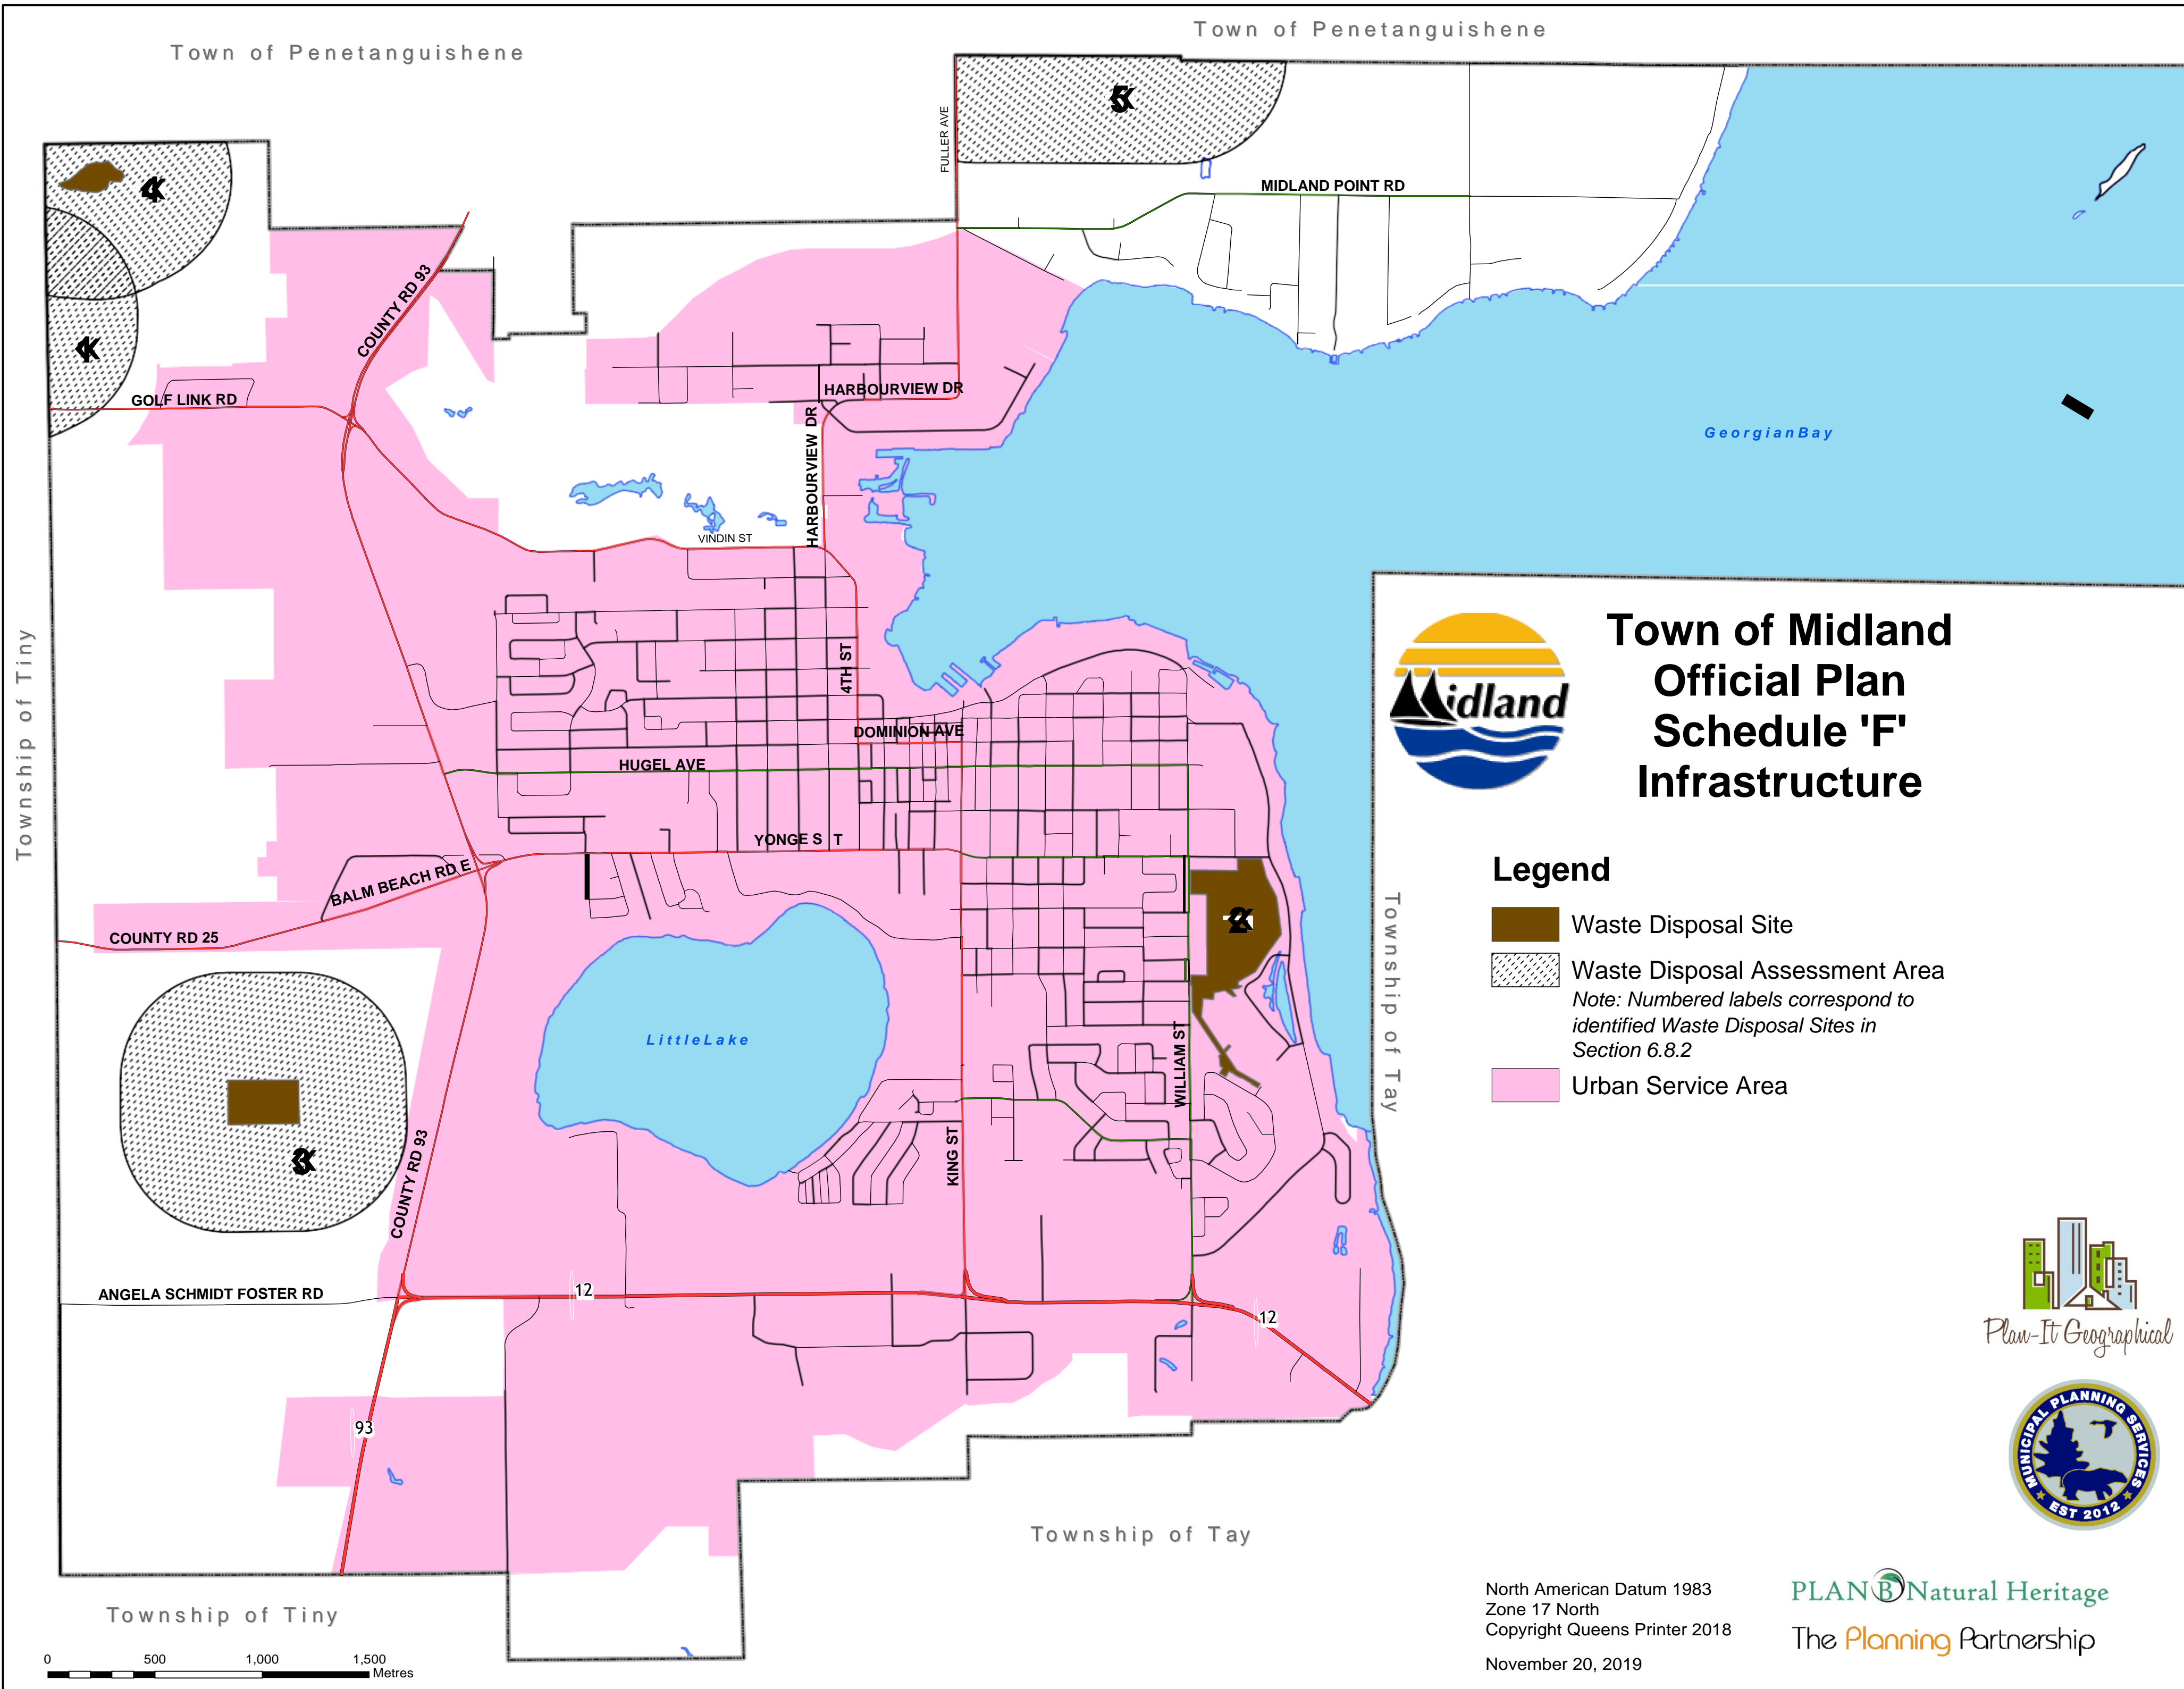 Town of Penetanguishene
Town of Penetanguishene
FULLER AVE
5
MIDLAND POINT RD
4
COUNTY RD 93
1
GOLF LINK RD
HARBOURVIEW DR
HARBOURVIEW DR
GeorgianBay
VINDIN ST
Township of Tiny
4TH ST
DOMINION AVE
HUGEL AVE
YONGE S T
BALM BEACH RD E
COUNTY RD 25
2
LittleLake
WILLIAM ST
KING ST
3
COUNTY RD 93
ANGELA SCHMIDT FOSTER RD
12
12
93
Township of Tay
Township of Tay
Township of Tiny
Midland
Town of Midland
Official Plan
Schedule 'F'
Infrastructure
Legend
Waste Disposal Site
Waste Disposal Assessment Area
Note: Numbered labels correspond to
identified Waste Disposal Sites in
Section 6.8.2
Urban Service Area
Plan-It Geographical
MUNICIPAL PLANNING SERVICES
EST 2012
0 500 1,000 1,500
Metres
North American Datum 1983
Zone 17 North
Copyright Queens Printer 2018
November 20, 2019
PLAN B Natural Heritage
The Planning Partnership